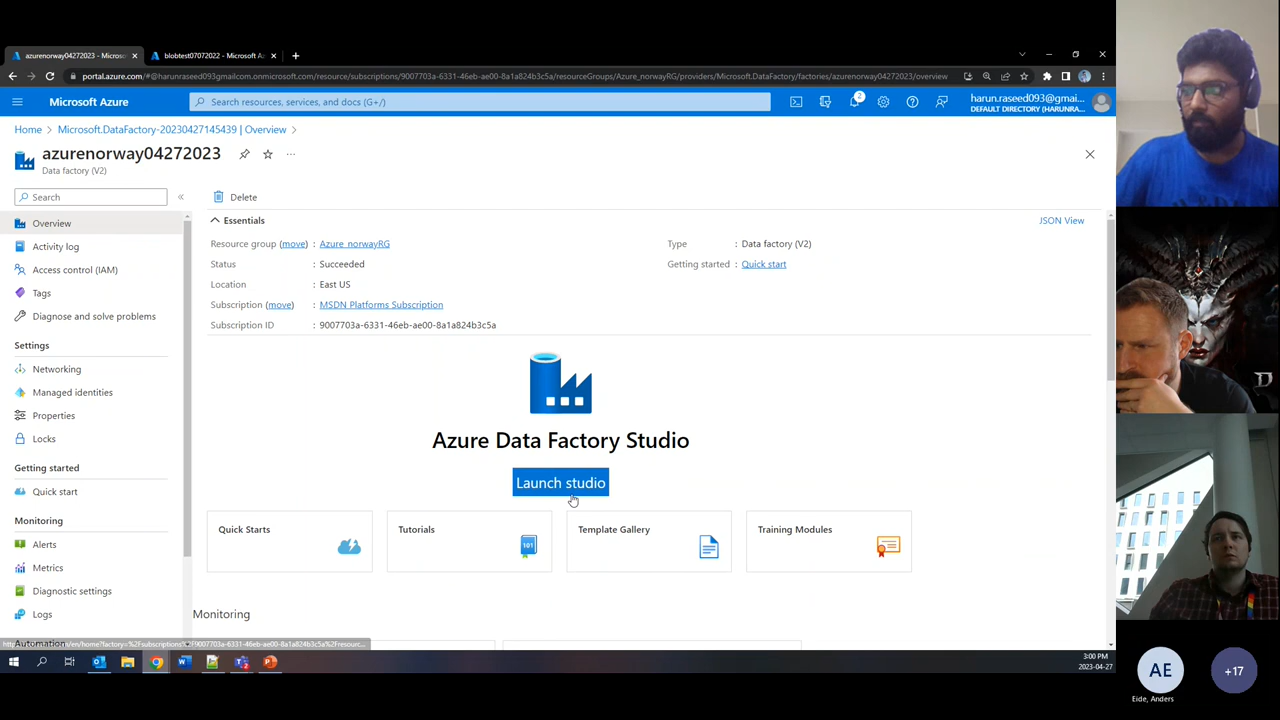 azurenorway04272023 - Microso
blobtest07072022 - Microsoft Az
portal.azure.com/#@harunraseed093gmailcom.onmicrosoft.com/resource/subscriptions/9007703a-6331-46eb-ae00-8a1a824b3c5a/resourceGroups/Azure_norwayRG/providers/Microsoft.DataFactory/factories/azurenorway04272023/overview
Microsoft Azure
Search resources, services, and docs (G+/)
2
harun.raseed093@gmai...
DEFAULT DIRECTORY (HARUNRA...
Home > Microsoft.DataFactory-20230427145439 | Overview >
azurenorway04272023
...
Data factory (V2)
Search
«
Delete
Overview
Activity log
Access control (IAM)
Tags
Diagnose and solve problems
Settings
Networking
Managed identities
Properties
Locks
Getting started
Quick start
Monitoring
Alerts
Metrics
Diagnostic settings
Logs
Automation
Essentials
JSON View
Resource group (move) : Azure_norwayRG
Type : Data factory (V2)
Status : Succeeded
Getting started : Quick start
Location : East US
Subscription (move) : MSDN Platforms Subscription
Subscription ID : 9007703a-6331-46eb-ae00-8a1a824b3c5a
Azure Data Factory Studio
Launch studio
Quick Starts
Tutorials
101
Template Gallery
Training Modules
Monitoring
3:00 PM
2023-04-27
AE
Eide, Anders
+17